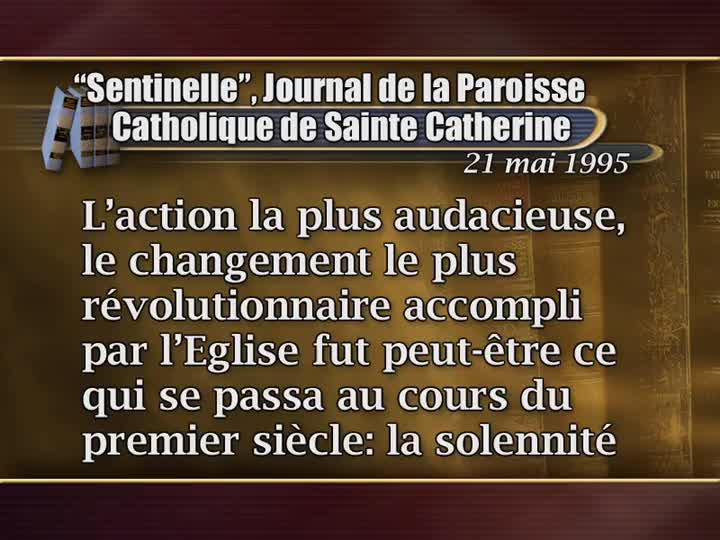 “Sentinelle”, Journal de la Paroisse
Catholique de Sainte Catherine
21 mai 1995
L’action la plus audacieuse,
le changement le plus
révolutionnaire accompli
par l’Eglise fut peut-être ce
qui se passa au cours du
premier siècle: la solennité